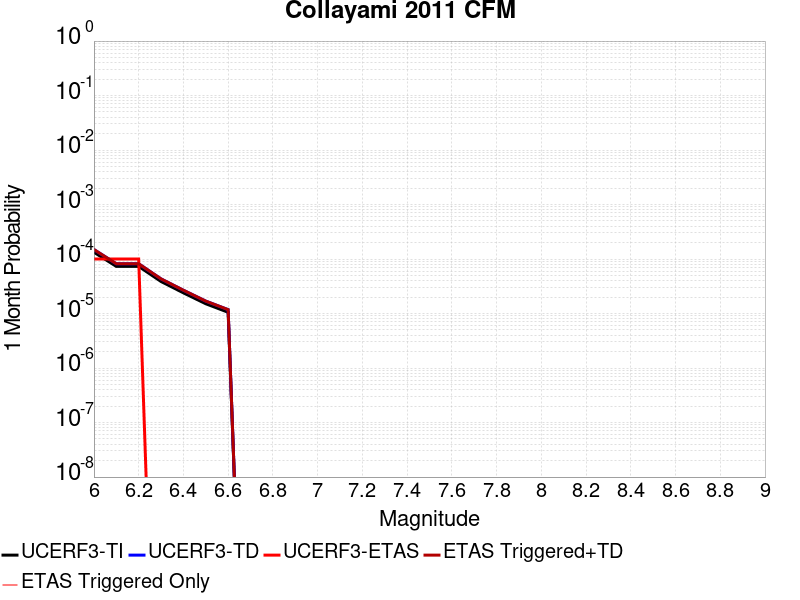 Collayami 2011 CFM
10^0
10^-1
10^-2
10^-3
10^-4
10^-5
10^-6
10^-7
10^-8
1 Month Probability
6 6.2 6.4 6.6 6.8 7 7.2 7.4 7.6 7.8 8 8.2 8.4 8.6 8.8 9
Magnitude
UCERF3-TI UCERF3-TD UCERF3-ETAS ETAS Triggered+TD
ETAS Triggered Only